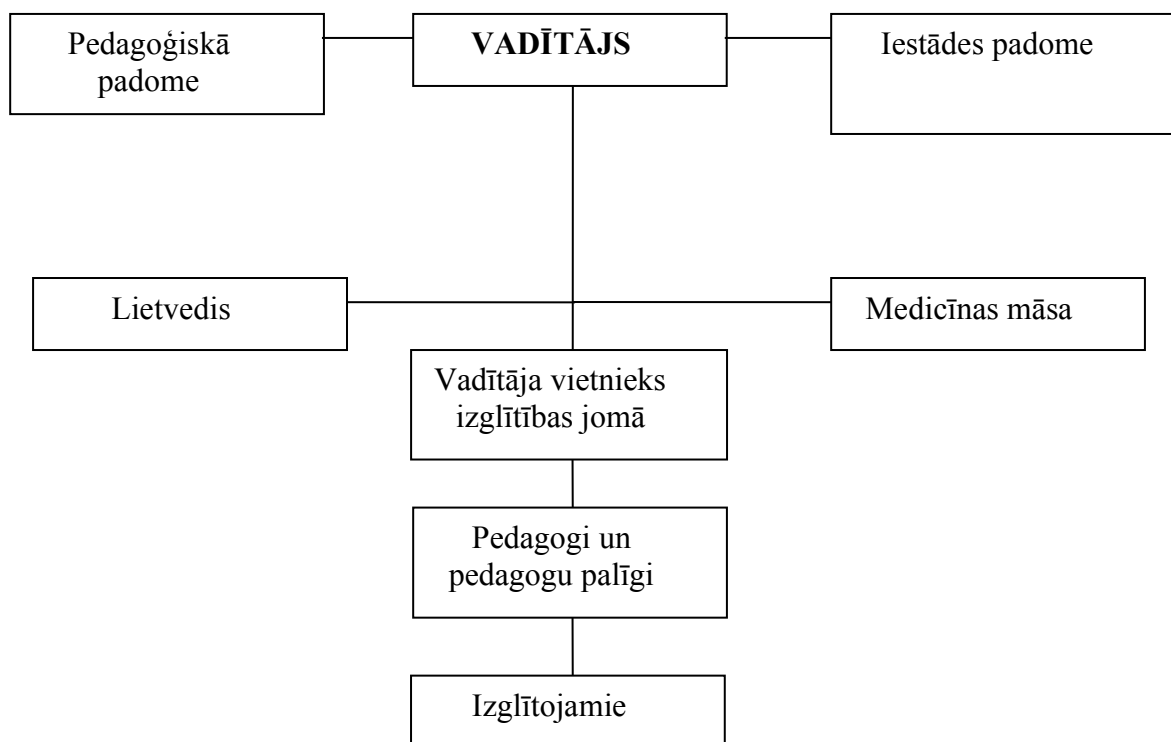 Pedagoģiskā
padome
VADĪTĀJS
Iestādes padome
Lietvedis
Medicīnas māsa
Vadītāja vietnieks
izglītības jomā
Pedagogi un
pedagogu palīgi
Izglītojamie